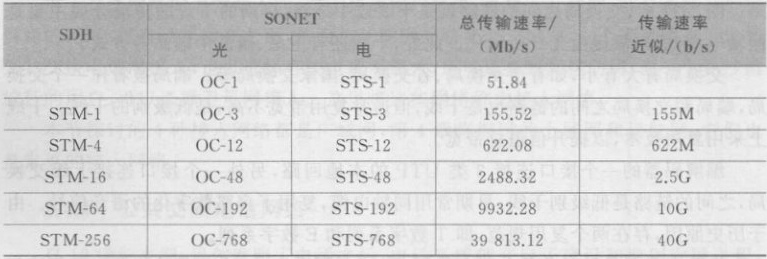 SDH SONET 总传输速率/ (Mb/s) 传输速率 近似/(b/s)
光 电
OC-1 STS-1 51.84
STM-1 OC-3 STS-3 155.52 155M
STM-4 OC-12 STS-12 622.08 622M
STM-16 OC-48 STS-48 2488.32 2.5G
STM-64 OC-192 STS-192 9932.28 10G
STM-256 OC-768 STS-768 39 813.12 40G